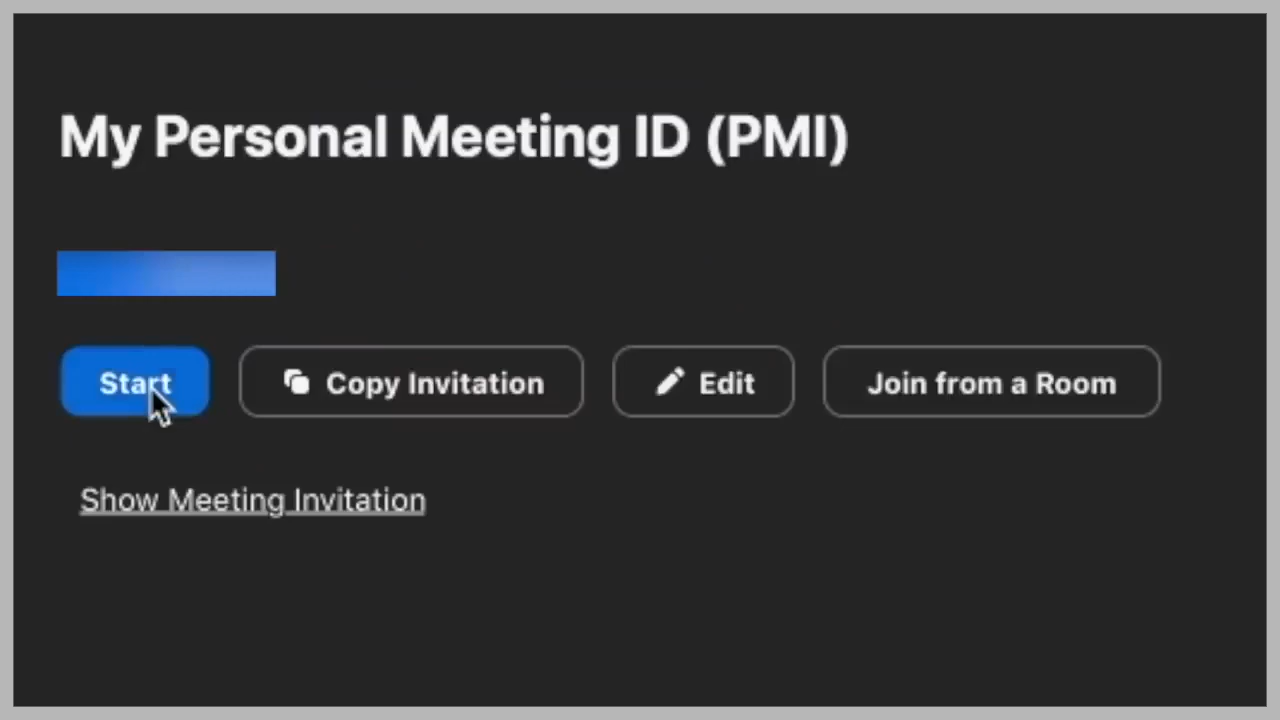 My Personal Meeting ID (PMI)
Start Copy Invitation Edit Join from a Room
Show Meeting Invitation